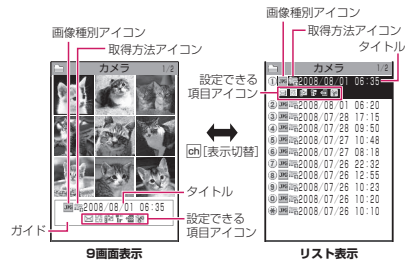 画像種別アイコン
取得方法アイコン
カメラ 1/2
設定できる
項目アイコン
2008/08/01 06:35
タイトル
ガイド
設定できる
項目アイコン
9画面表示
ch[表示切替]
画像種別アイコン
取得方法アイコン
タイトル
カメラ 1/2
①2008/08/01 06:35
②2008/08/01 06:20
③2008/07/28 17:15
④2008/07/28 09:50
⑤2008/07/27 10:48
⑥2008/07/27 08:18
⑦2008/07/26 22:32
⑧2008/07/26 12:55
⑨2008/07/26 10:23
⓪2008/07/26 10:20
✱2008/07/26 10:10
リスト表示